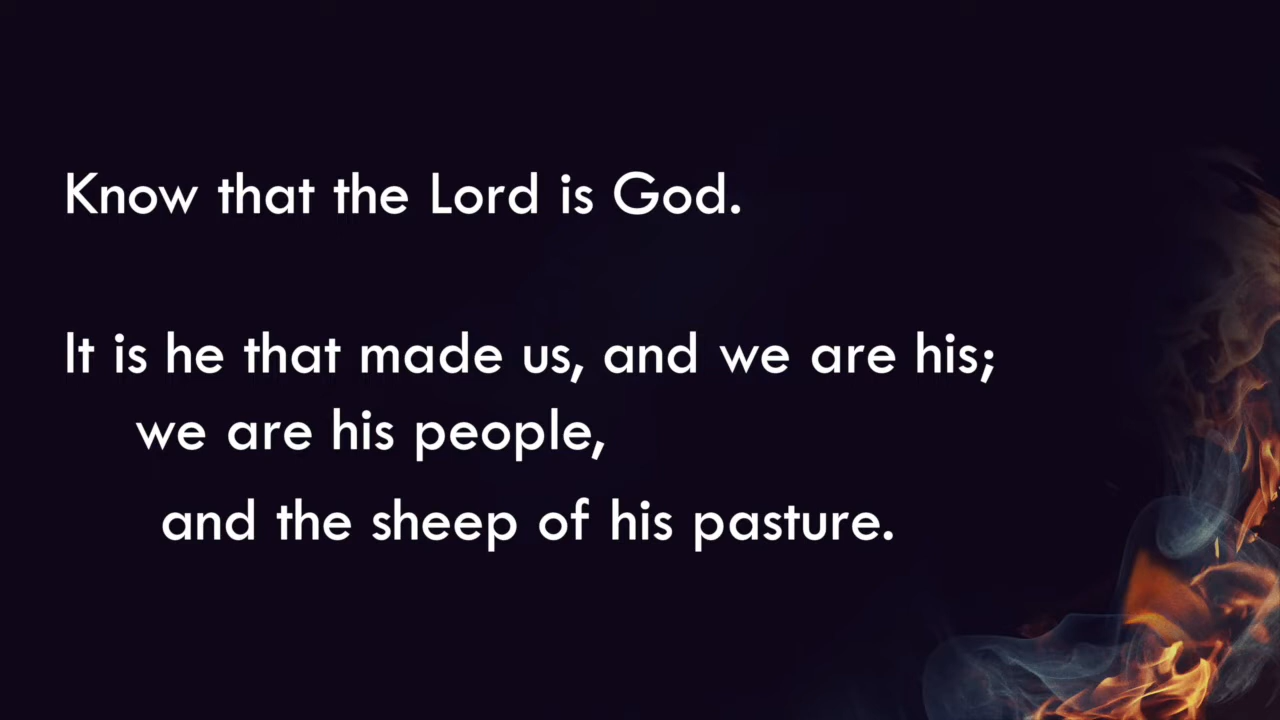 Know that the Lord is God.
It is he that made us, and we are his;
we are his people,
and the sheep of his pasture.